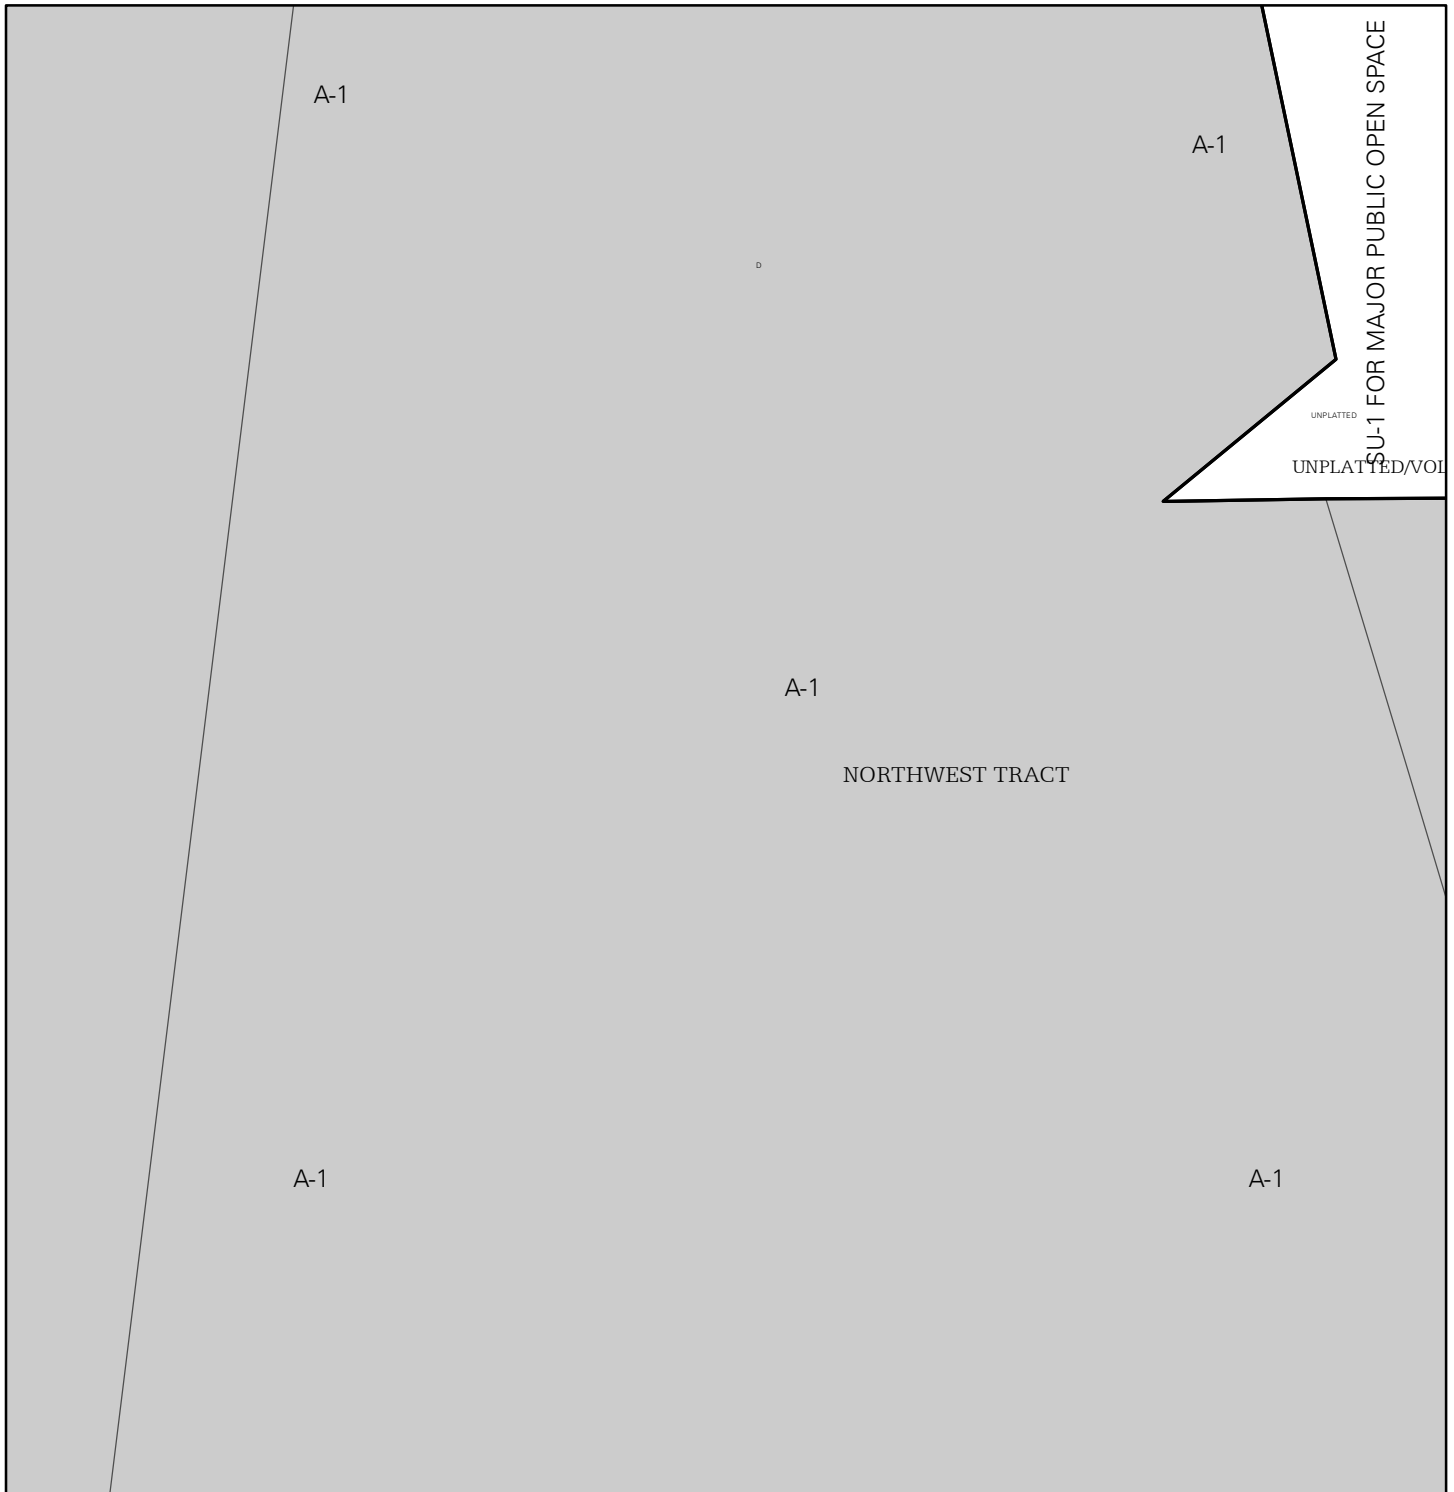 A-1
SU-1 FOR MAJOR PUBLIC OPEN SPACE
A-1
D
UNPLATTED
UNPLATTED/VOL
A-1
NORTHWEST TRACT
A-1
A-1